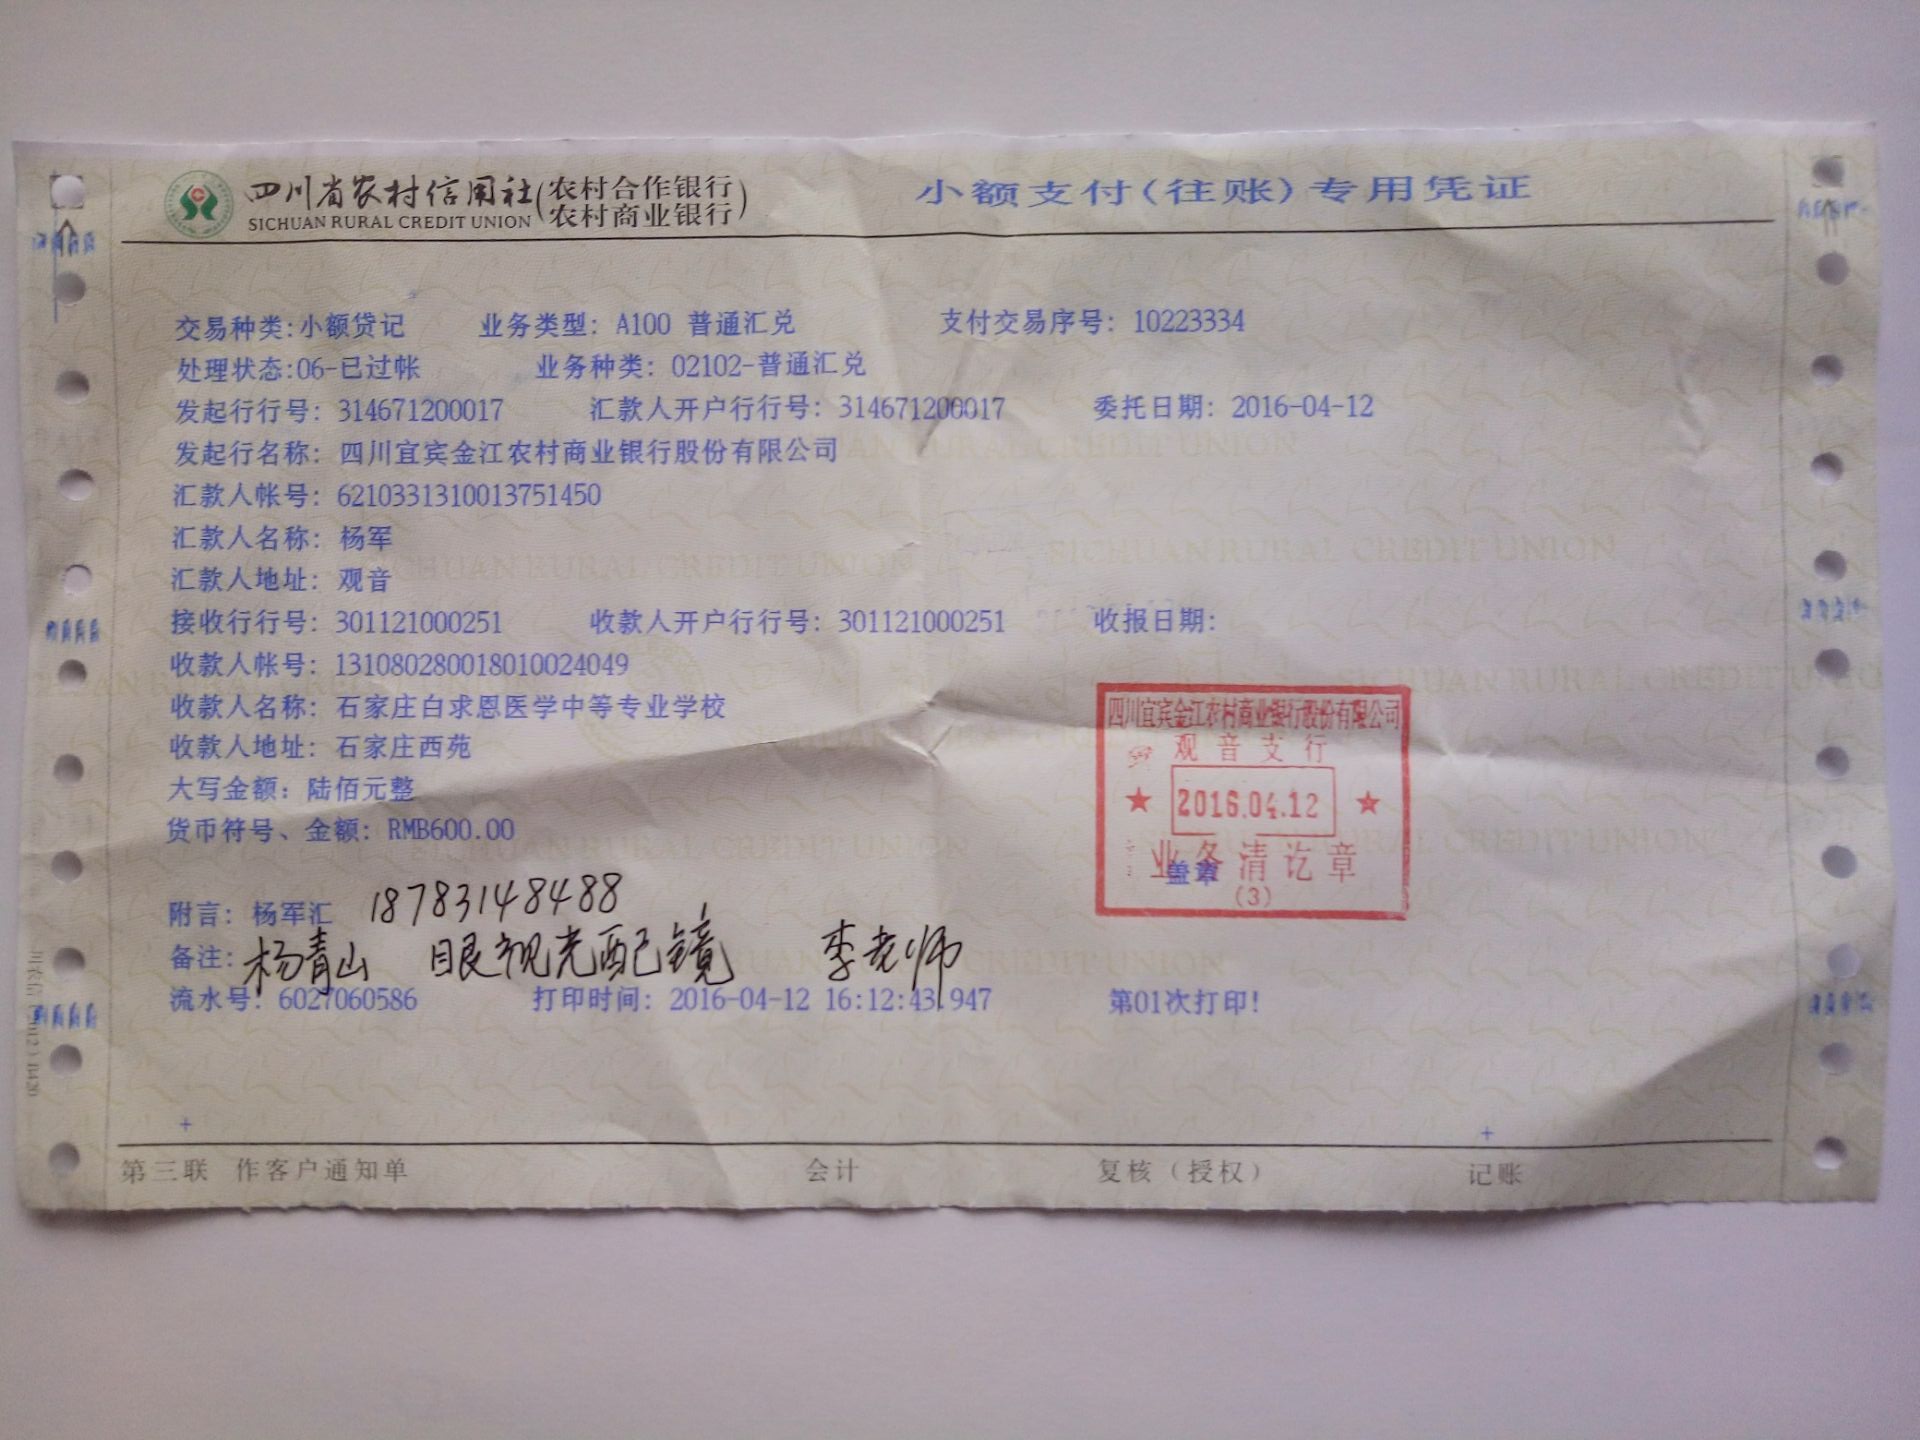 四川省农村信用社(农村合作银行 农村商业银行)
SICHUAN RURAL CREDIT UNION
小额支付(往账)专用凭证
交易种类:小额贷记 业务类型: A100 普通汇兑 支付交易序号: 10223334
处理状态:06-已过帐 业务种类: 02102-普通汇兑
发起行行号: 314671200017 汇款人开户行行号: 314671200017 委托日期: 2016-04-12
发起行名称: 四川宜宾金江农村商业银行股份有限公司
汇款人帐号: 6210331310013751450
汇款人名称: 杨军
汇款人地址: 观音
接收行行号: 301121000251 收款人开户行行号: 301121000251 收报日期:
收款人帐号: 131080280018010024049
收款人名称: 石家庄白求恩医学中等专业学校
收款人地址: 石家庄西苑
大写金额: 陆佰元整
货币符号、金额: RMB600.00
四川宜宾金江农村商业银行股份有限公司
观音支行
2016.04.12
业务清讫章
盖章
(3)
附言: 杨军汇 18783148488
备注: 杨青山 眼视光配镜 李老师
流水号: 6027060586 打印时间: 2016-04-12 16:12:43.947 第01次打印!
第三联 作客户通知单 会计 复核(授权) 记账